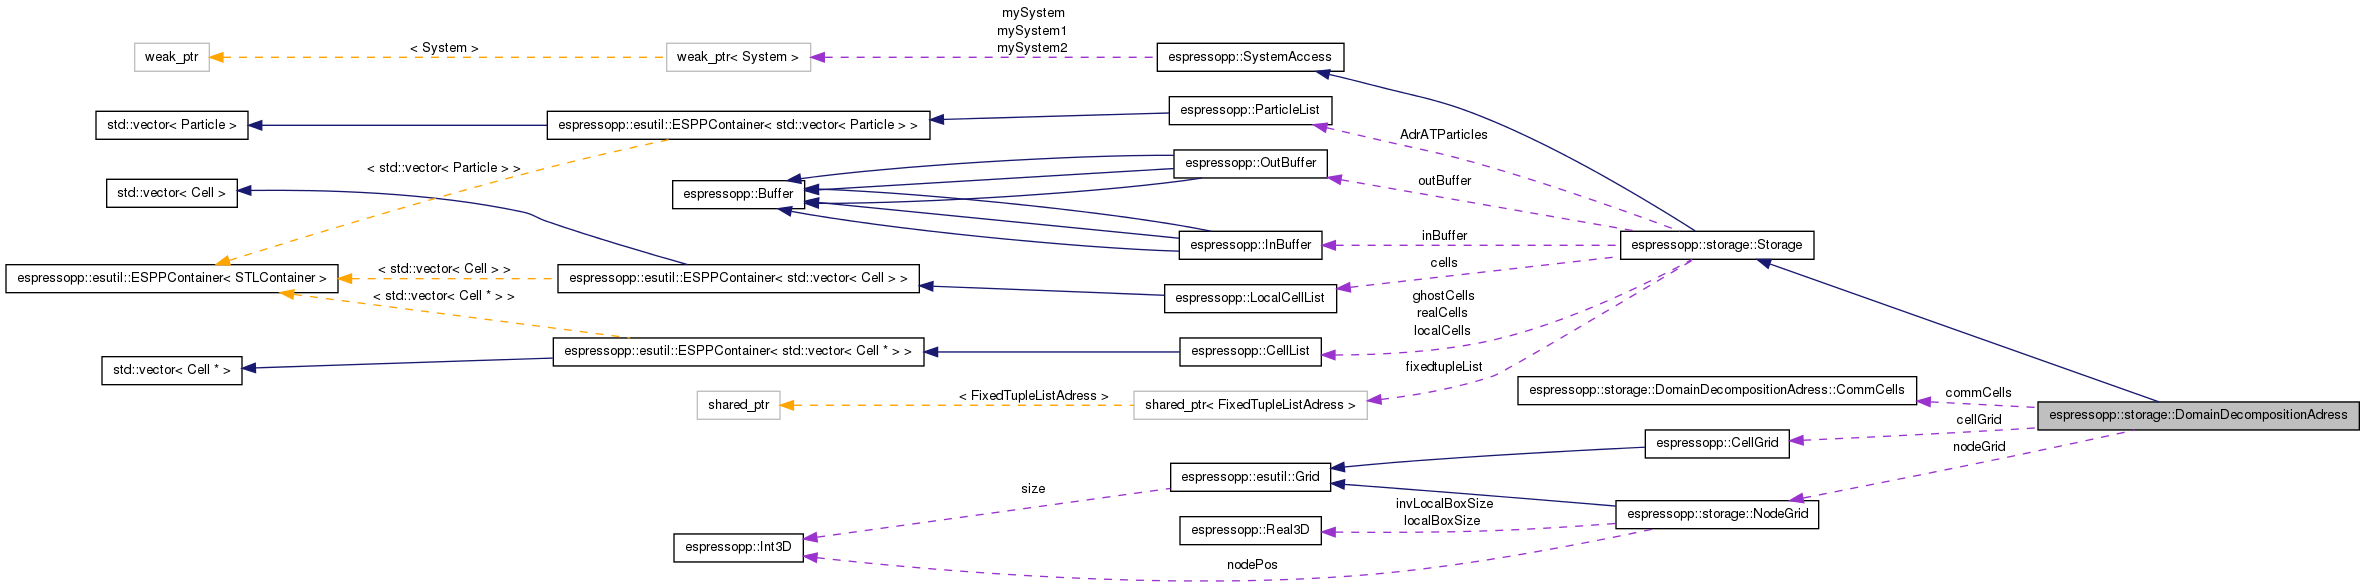 mySystem
mySystem1
mySystem2
weak_ptr
< System >
weak_ptr< System >
espressopp::SystemAccess
std::vector< Particle >
espressopp::esutil::ESPPContainer< std::vector< Particle > >
espressopp::ParticleList
AdrATParticles
< std::vector< Particle > >
espressopp::OutBuffer
outBuffer
std::vector< Cell >
espressopp::Buffer
espressopp::InBuffer
inBuffer
espressopp::storage::Storage
espressopp::esutil::ESPPContainer< STLContainer >
< std::vector< Cell > >
espressopp::esutil::ESPPContainer< std::vector< Cell > >
cells
< std::vector< Cell * > >
espressopp::LocalCellList
ghostCells
realCells
localCells
std::vector< Cell * >
espressopp::esutil::ESPPContainer< std::vector< Cell * > >
espressopp::CellList
fixedtupleList
shared_ptr
< FixedTupleListAdress >
shared_ptr< FixedTupleListAdress >
espressopp::storage::DomainDecompositionAdress::CommCells
commCells
espressopp::storage::DomainDecompositionAdress
cellGrid
espressopp::CellGrid
nodeGrid
espressopp::esutil::Grid
size
invLocalBoxSize
localBoxSize
espressopp::storage::NodeGrid
espressopp::Real3D
espressopp::Int3D
nodePos